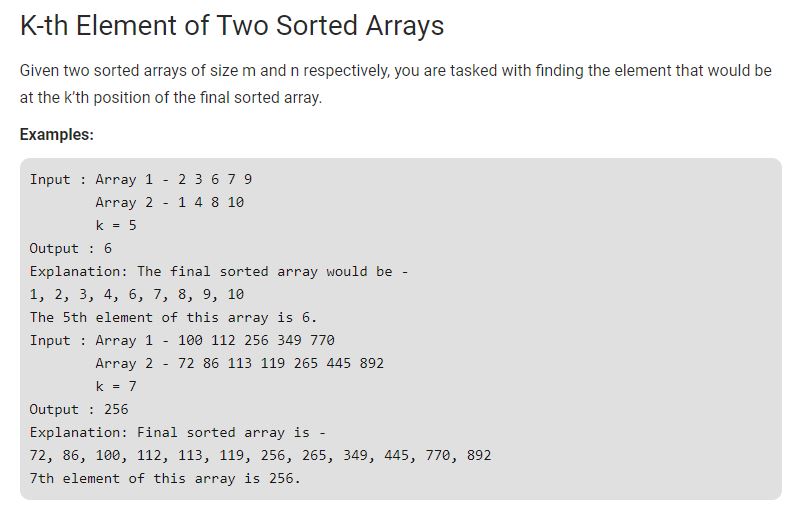 K-th Element of Two Sorted Arrays
Given two sorted arrays of size m and n respectively, you are tasked with finding the element that would be
at the k’th position of the final sorted array.
Examples:
Input : Array 1 - 2 3 6 7 9
Array 2 - 1 4 8 10
k = 5
Output : 6
Explanation: The final sorted array would be -
1, 2, 3, 4, 6, 7, 8, 9, 10
The 5th element of this array is 6.
Input : Array 1 - 100 112 256 349 770
Array 2 - 72 86 113 119 265 445 892
k = 7
Output : 256
Explanation: Final sorted array is -
72, 86, 100, 112, 113, 119, 256, 265, 349, 445, 770, 892
7th element of this array is 256.